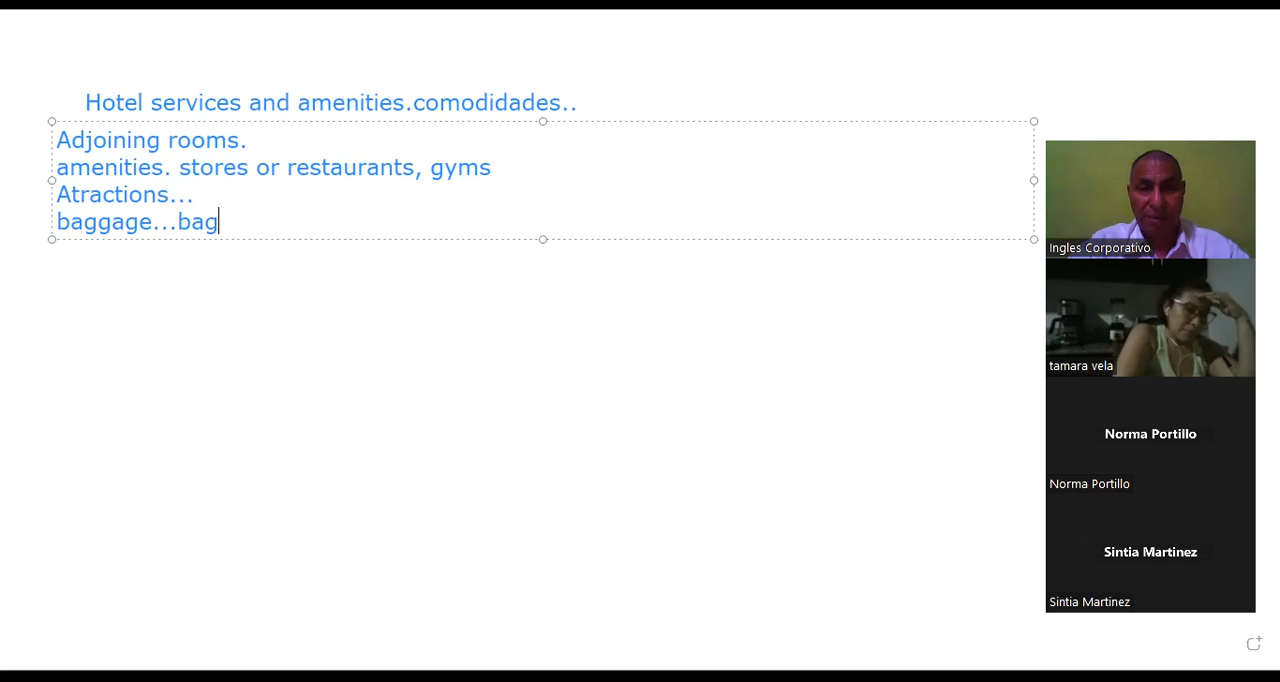 Hotel services and amenities.comodidades..
Adjoining rooms.
amenities. stores or restaurants, gyms
Atractions...
baggage...bag
Ingles Corporativo
tamara vela
Norma Portillo
Norma Portillo
Sintia Martinez
Sintia Martinez